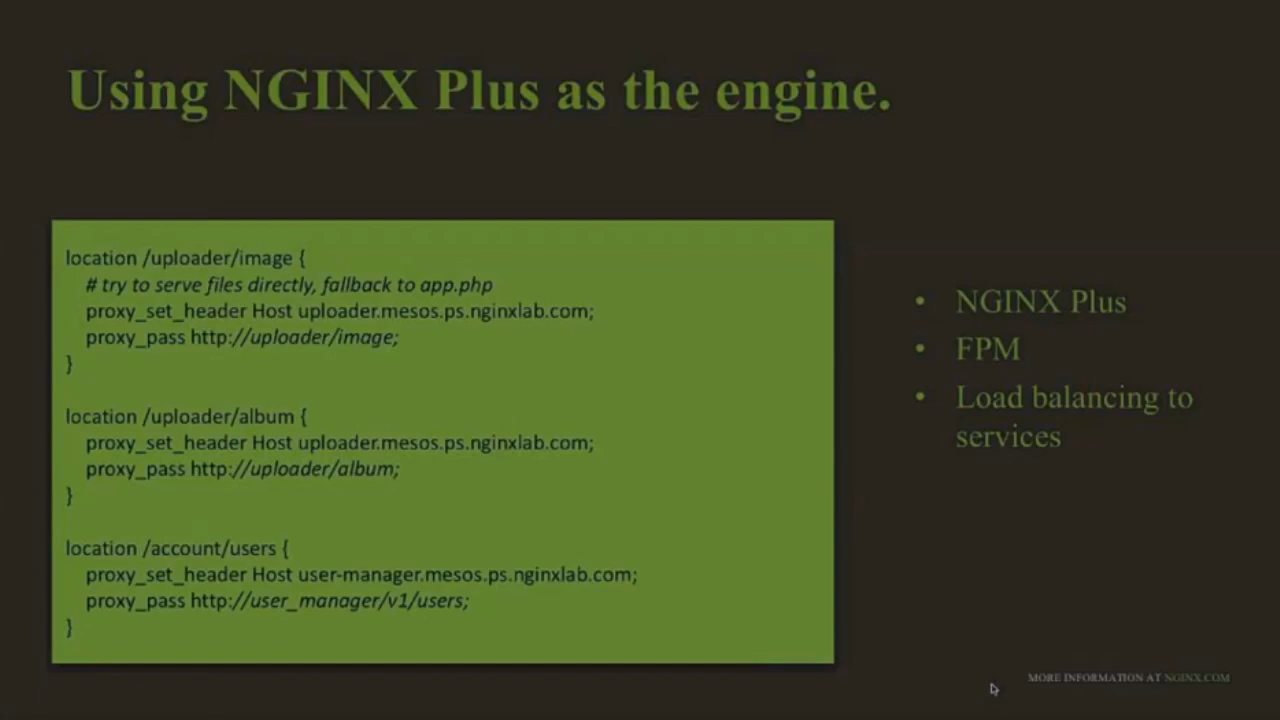 Using NGINX Plus as the engine.
location /uploader/image {
# try to serve files directly, fallback to app.php
proxy_set_header Host uploader.mesos.ps.nginxlab.com;
proxy_pass http://uploader/image;
}
location /uploader/album {
proxy_set_header Host uploader.mesos.ps.nginxlab.com;
proxy_pass http://uploader/album;
}
location /account/users {
proxy_set_header Host user-manager.mesos.ps.nginxlab.com;
proxy_pass http://user_manager/v1/users;
}
• NGINX Plus
• FPM
• Load balancing to
services
MORE INFORMATION AT NGINX.COM